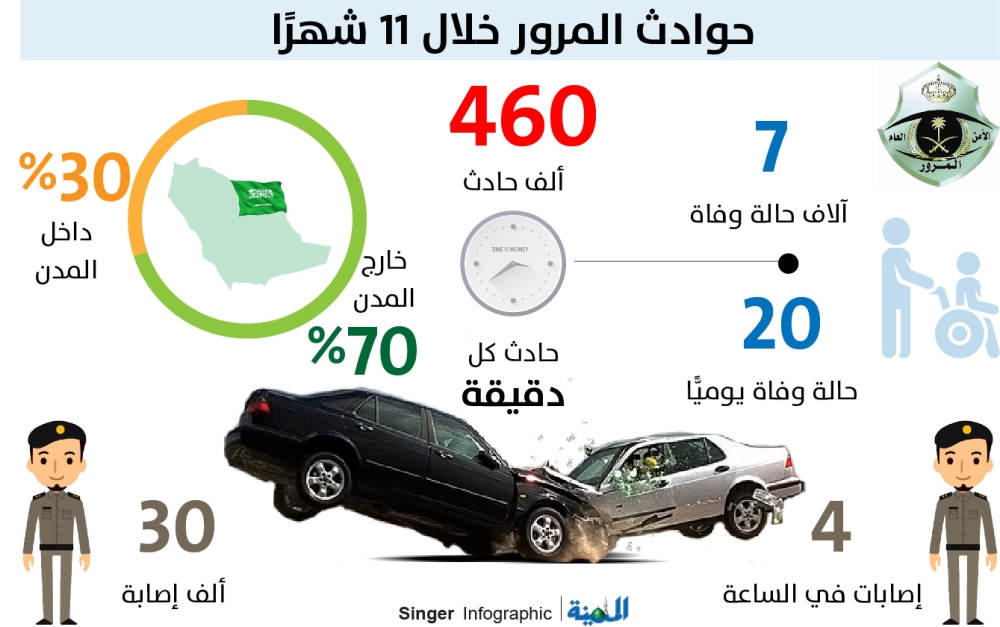 حوادث المرور خلال 11 شهرًا
460
ألف حادث
7
آلاف حالة وفاة
الأمن العام
المرور
%30
داخل
المدن
خارج
المدن
%70
TIME IS MONEY
حادث كل
دقيقة
20
حالة وفاة يوميًّا
30
ألف إصابة
4
إصابات في الساعة
Singer Infographic
المدينة